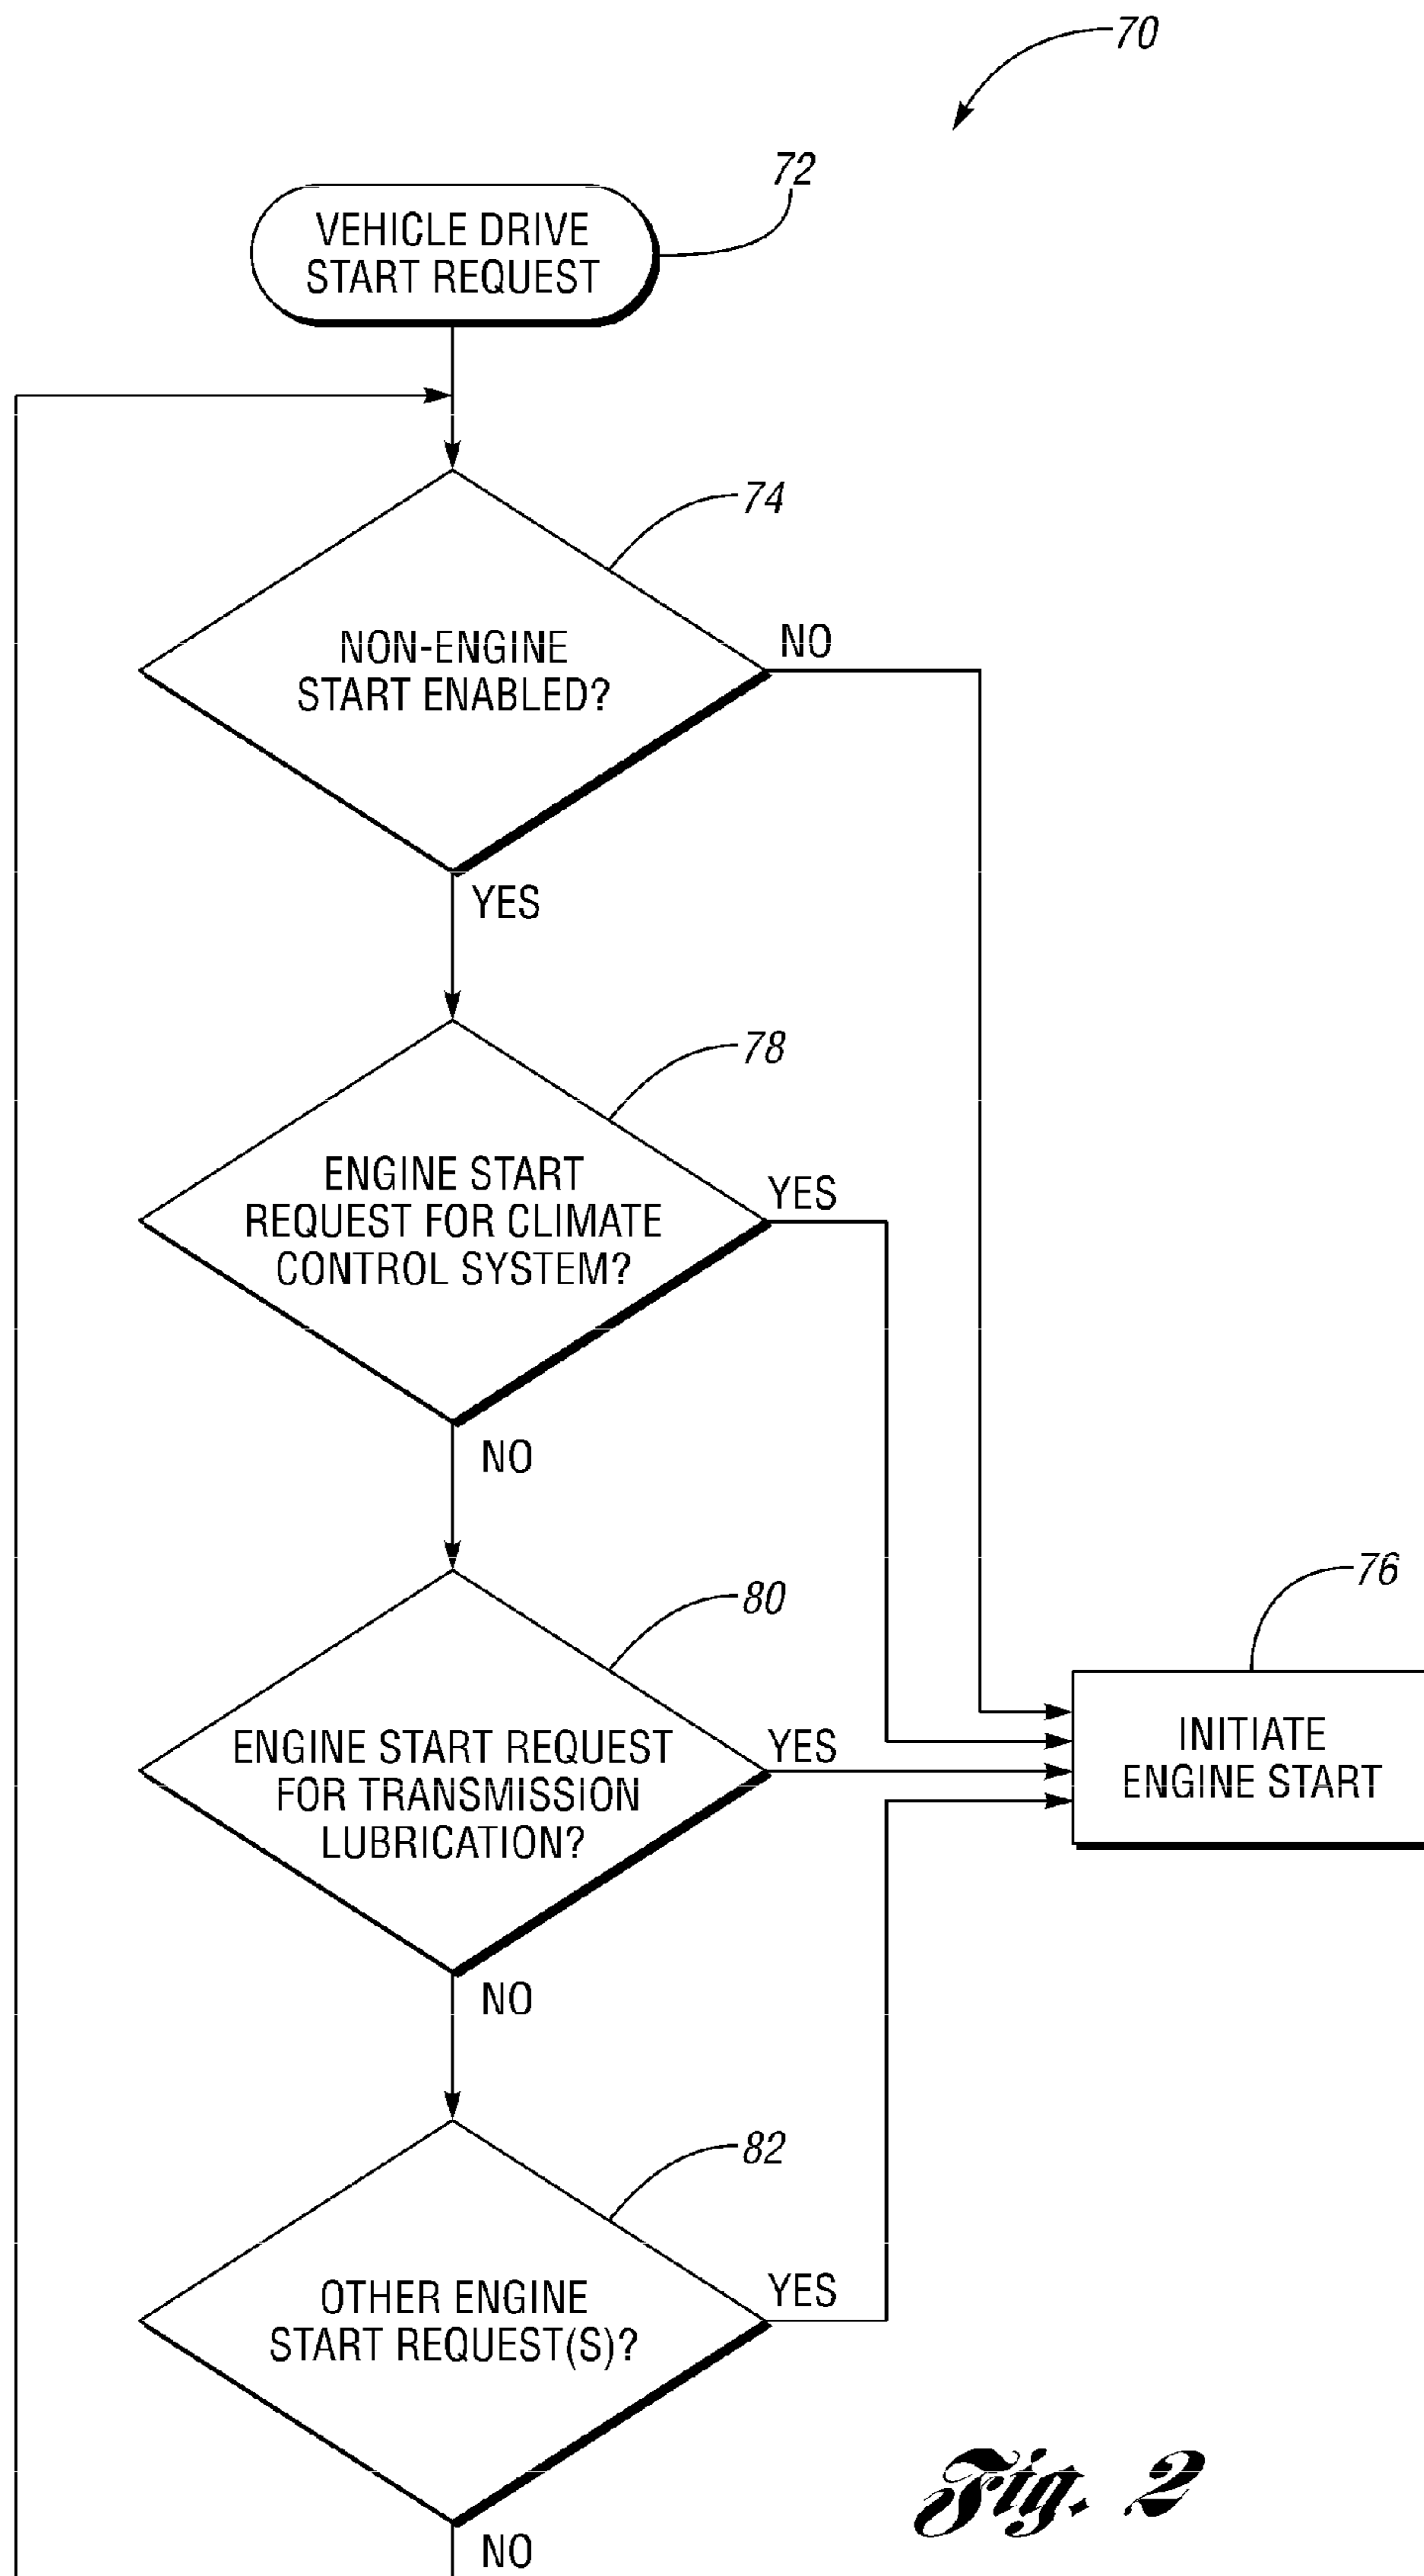 70
72
VEHICLE DRIVE
START REQUEST
74
NON-ENGINE
START ENABLED?
NO
YES
78
ENGINE START
REQUEST FOR CLIMATE
CONTROL SYSTEM?
YES
NO
76
INITIATE
ENGINE START
80
ENGINE START REQUEST
FOR TRANSMISSION
LUBRICATION?
YES
NO
82
OTHER ENGINE
START REQUEST(S)?
YES
NO
Fig. 2